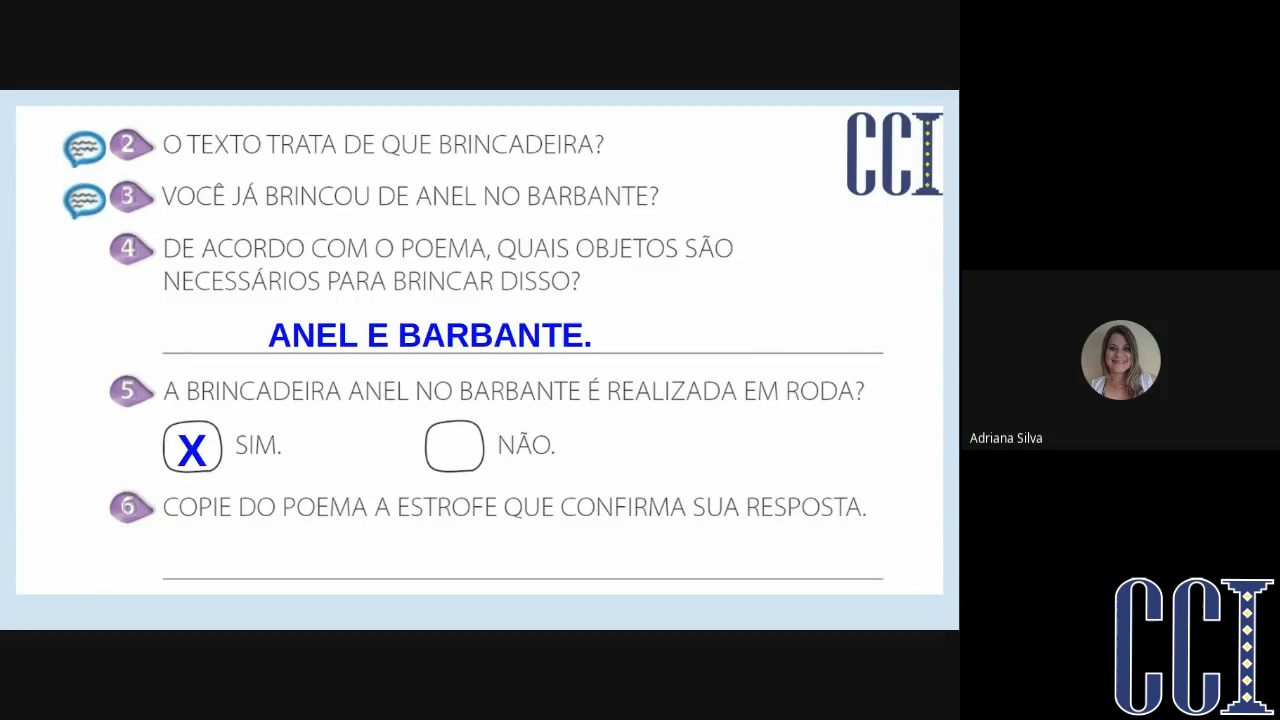 2 O TEXTO TRATA DE QUE BRINCADEIRA?
CCI
3 VOCÊ JÁ BRINCOU DE ANEL NO BARBANTE?
4 DE ACORDO COM O POEMA, QUAIS OBJETOS SÃO
NECESSÁRIOS PARA BRINCAR DISSO?
ANEL E BARBANTE.
5 A BRINCADEIRA ANEL NO BARBANTE É REALIZADA EM RODA?
X SIM. NÃO.
6 COPIE DO POEMA A ESTROFE QUE CONFIRMA SUA RESPOSTA.
Adriana Silva
CCI